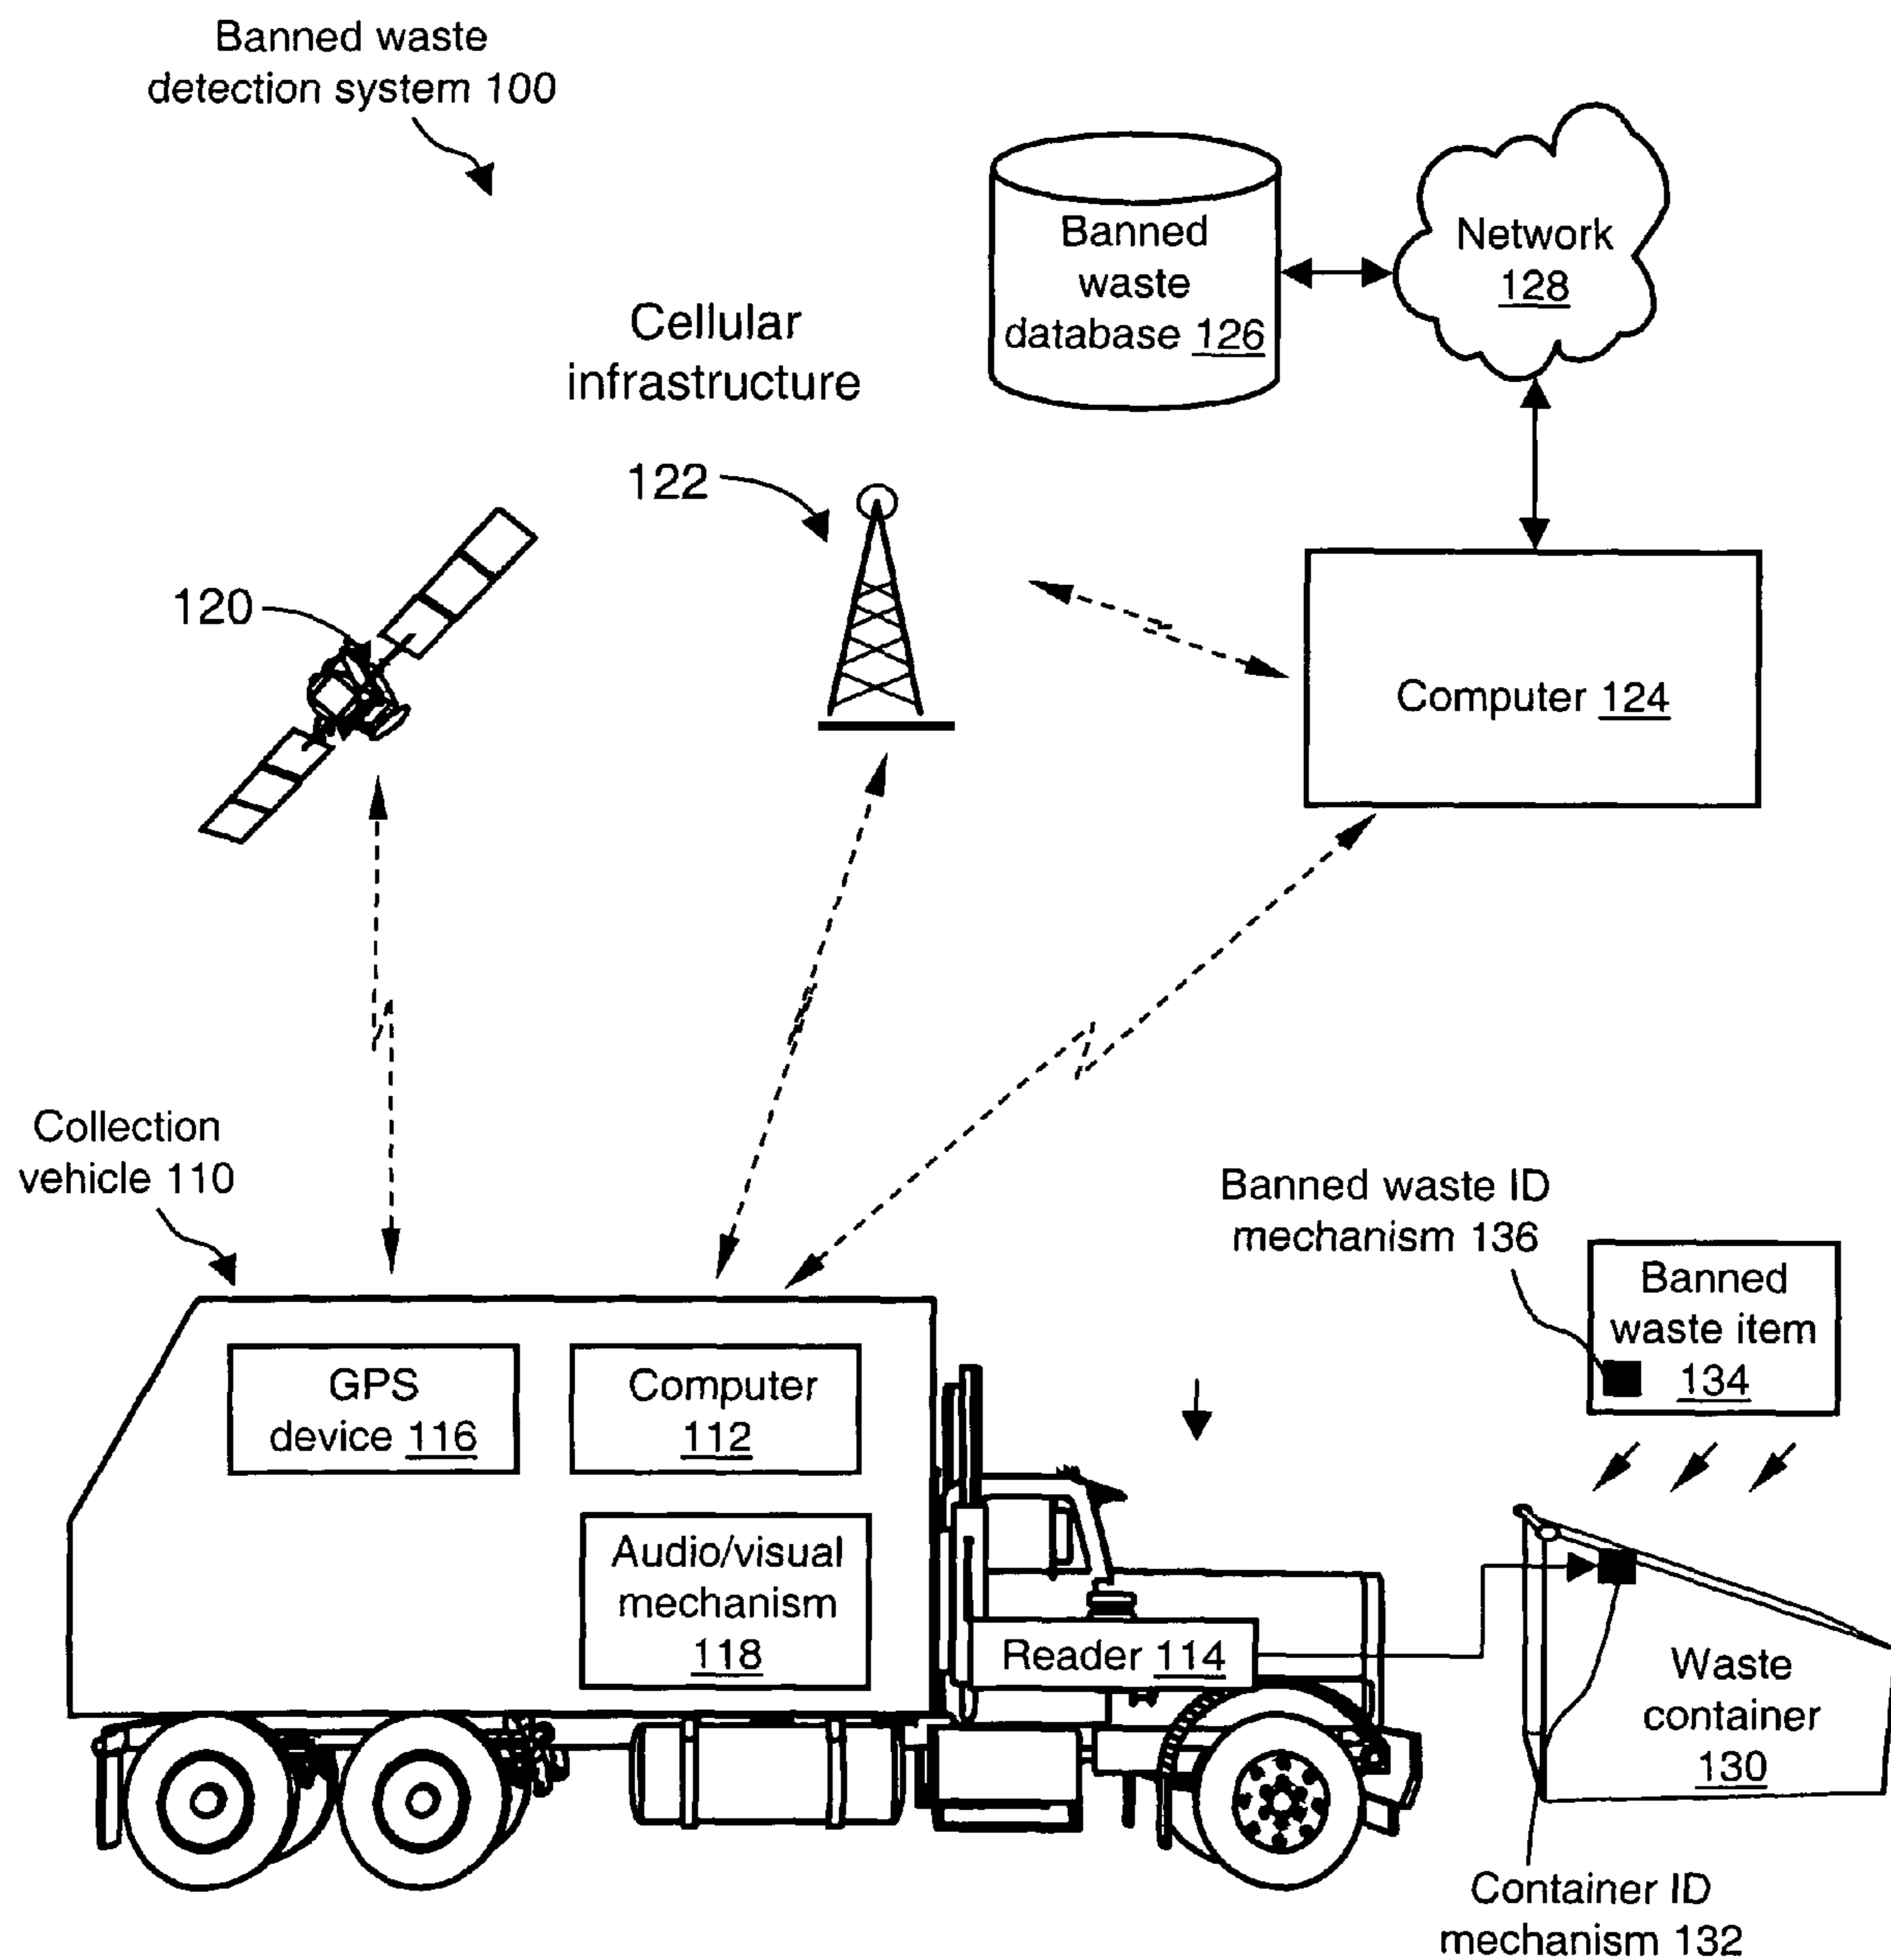 Banned waste
detection system 100
Banned
waste
database 126
Network
128
Cellular
infrastructure
122
120
Computer 124
Collection
vehicle 110
Banned waste ID
mechanism 136
Banned
waste item
134
GPS
device 116
Computer
112
Audio/visual
mechanism
118
Reader 114
Waste
container
130
Container ID
mechanism 132